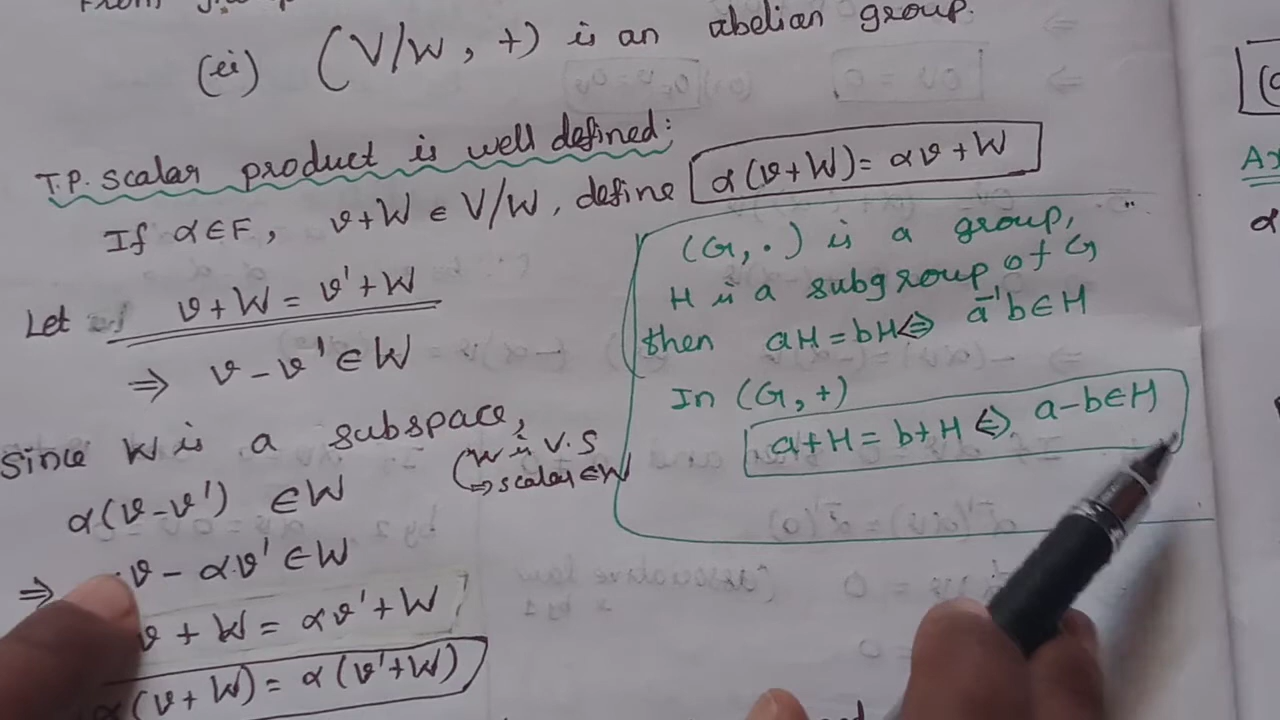 (ii) (V/W, +) is an abelian group.
T.P. scalar product is well defined:
If α∈F, v+W ∈ V/W, define α(v+W) = αv+W
Let v+W = v'+W
⇒ v-v' ∈ W
Since W is a subspace,
(W is V.S
⇒ scalar ∈ W
α(v-v') ∈ W
⇒ v - αv' ∈ W
v + W = αv' + W
(v+W) = α(v'+W)
(G, ·) is a group,
H is a subgroup of G
then aH = bH ⇔ a⁻¹b ∈ H
In (G, +)
a+H = b+H ⇔ a-b ∈ H